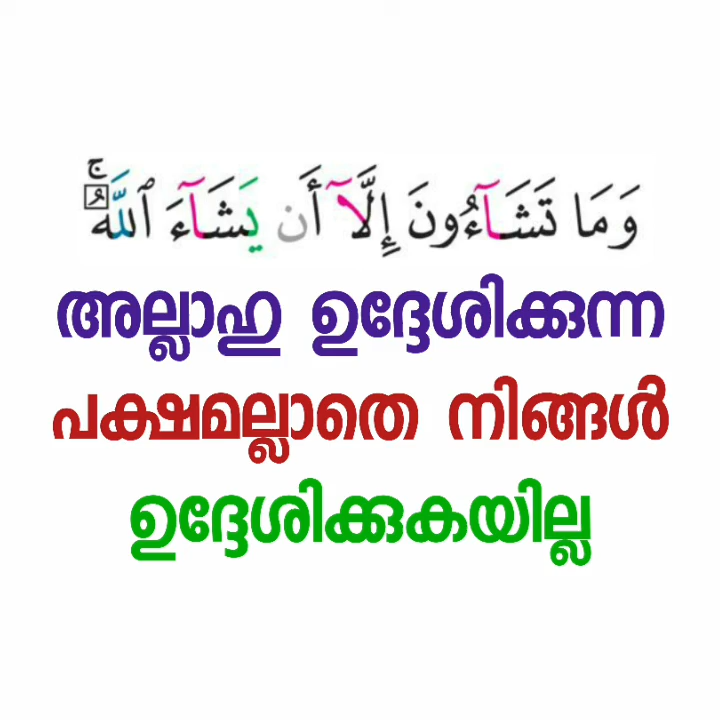 وَمَا تَشَآءُونَ إِلَّآ أَن يَشَآءَ ٱللَّهُۚ
അല്ലാഹു ഉദ്ദേശിക്കുന്ന
പക്ഷമല്ലാതെ നിങ്ങൾ
ഉദ്ദേശിക്കുകയില്ല